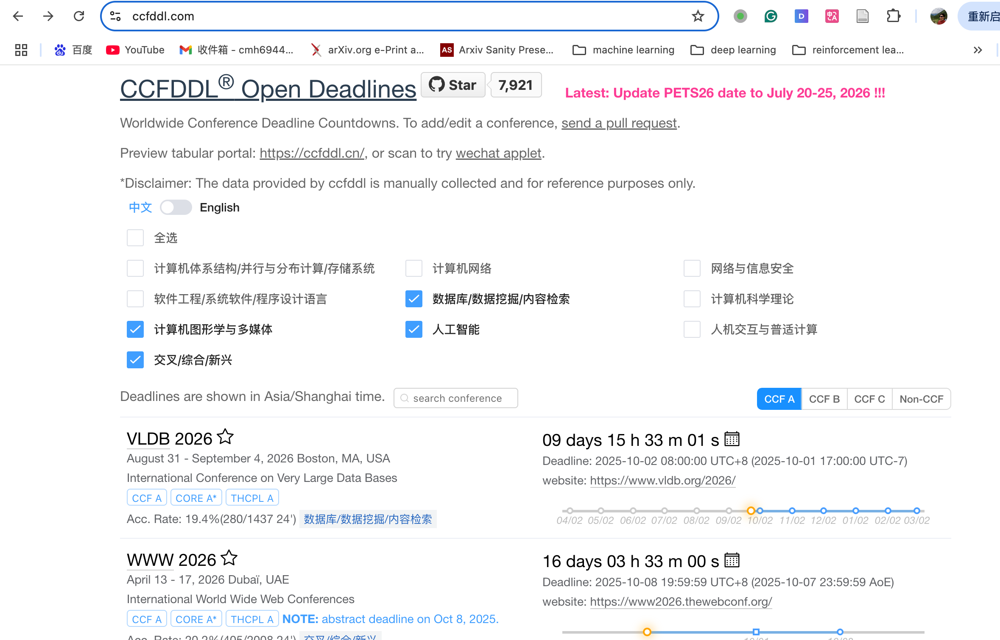 ccfddl.com
重新启
百度
YouTube
收件箱 - cmh6944...
arXiv.org e-Print a...
AS
Arxiv Sanity Prese...
machine learning
deep learning
reinforcement lea...
CCFDDL® Open Deadlines
Star
7,921
Latest: Update PETS26 date to July 20-25, 2026 !!!
Worldwide Conference Deadline Countdowns. To add/edit a conference, send a pull request.
Preview tabular portal: https://ccfddl.cn/, or scan to try wechat applet.
*Disclaimer: The data provided by ccfddl is manually collected and for reference purposes only.
中文 English
全选
计算机体系结构/并行与分布计算/存储系统
计算机网络
网络与信息安全
软件工程/系统软件/程序设计语言
数据库/数据挖掘/内容检索
计算机科学理论
计算机图形学与多媒体
人工智能
人机交互与普适计算
交叉/综合/新兴
Deadlines are shown in Asia/Shanghai time.
search conference
CCF A
CCF B
CCF C
Non-CCF
VLDB 2026
August 31 - September 4, 2026 Boston, MA, USA
International Conference on Very Large Data Bases
CCF A
CORE A*
THCPL A
Acc. Rate: 19.4%(280/1437 24') 数据库/数据挖掘/内容检索
09 days 15 h 33 m 01 s
Deadline: 2025-10-02 08:00:00 UTC+8 (2025-10-01 17:00:00 UTC-7)
website: https://www.vldb.org/2026/
04/02 05/02 06/02 07/02 08/02 09/02 10/02 11/02 12/02 01/02 02/02 03/02
WWW 2026
April 13 - 17, 2026 Dubaï, UAE
International World Wide Web Conferences
CCF A
CORE A*
THCPL A
NOTE: abstract deadline on Oct 8, 2025.
Acc. Rate: 20.2%(405/2008 24') 交叉/综合/新兴
16 days 03 h 33 m 00 s
Deadline: 2025-10-08 19:59:59 UTC+8 (2025-10-07 23:59:59 AoE)
website: https://www2026.thewebconf.org/